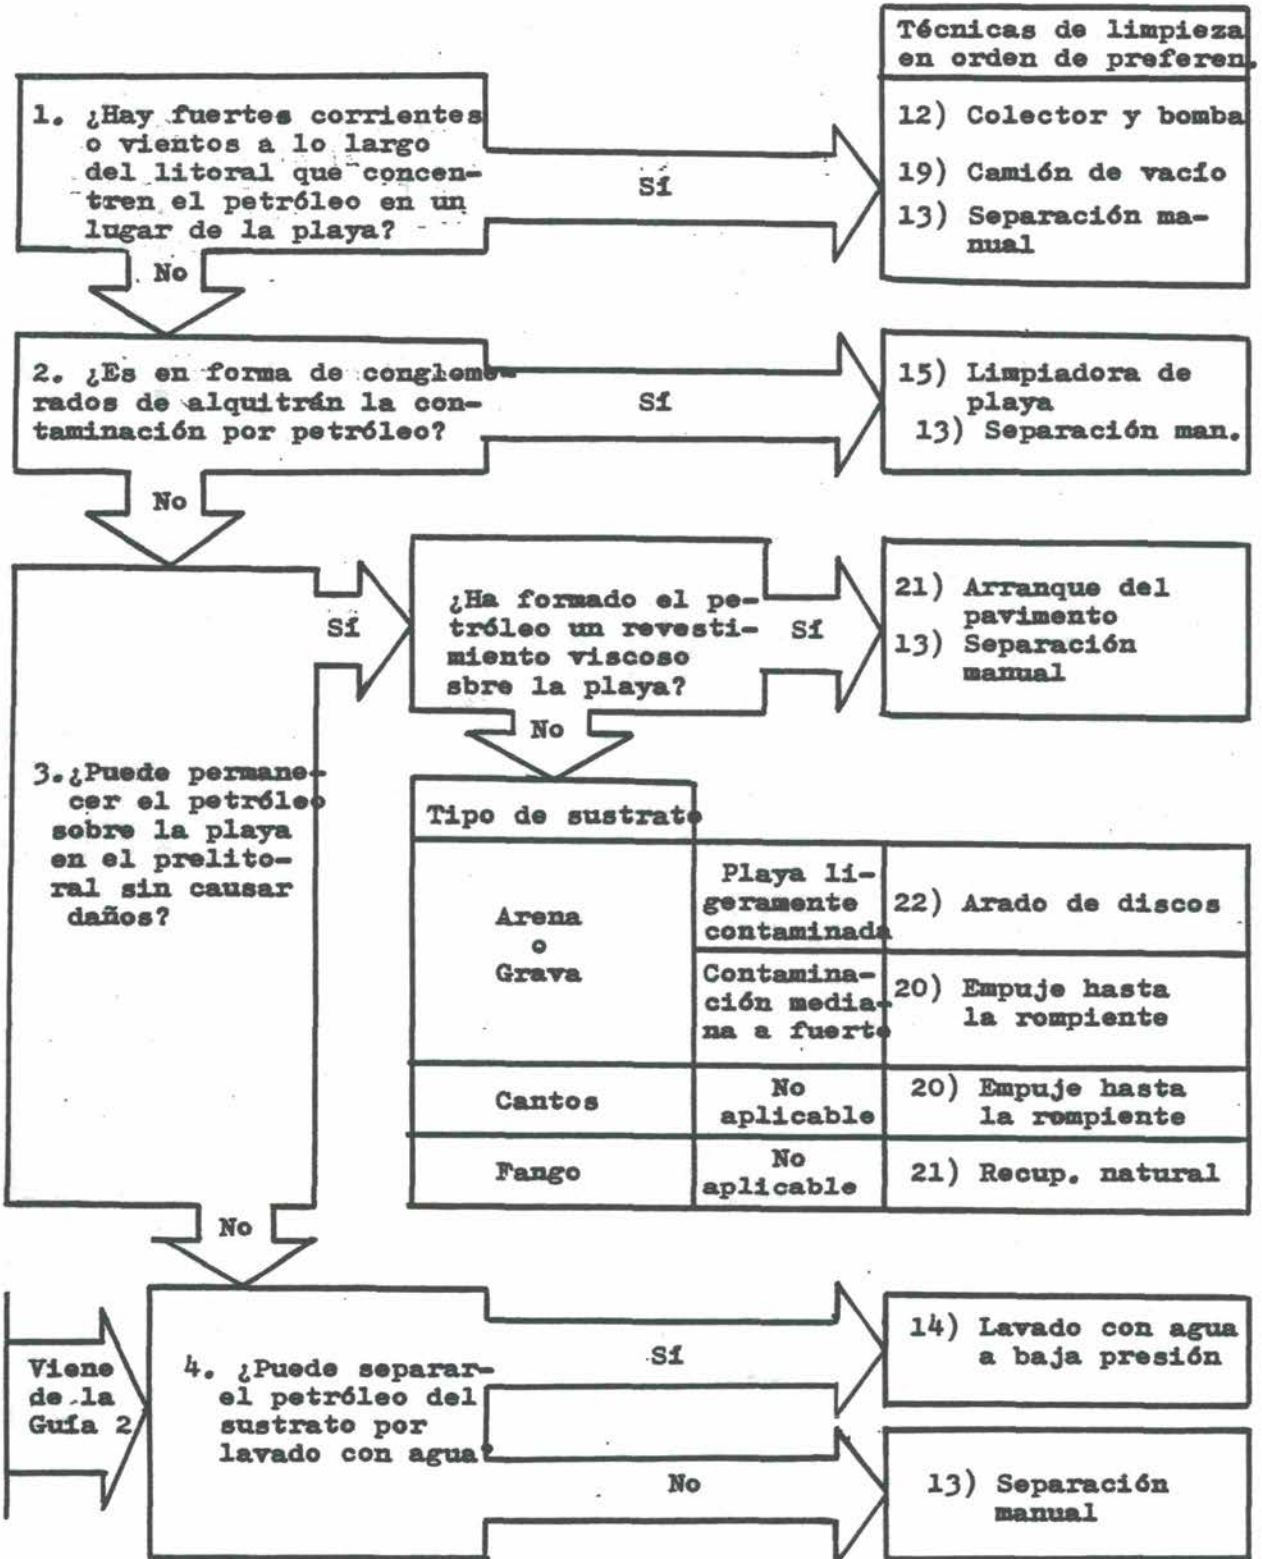 Técnicas de limpieza
en orden de preferen.
1. ¿Hay fuertes corrientes
o vientos a lo largo
del litoral que concen-
tren el petróleo en un
lugar de la playa?
Sí
12) Colector y bomba
19) Camión de vacío
13) Separación ma-
nual
No
2. ¿Es en forma de conglome-
rados de alquitrán la con-
taminación por petróleo?
Sí
15) Limpiadora de
playa
13) Separación man.
No
3.¿Puede permane-
cer el petróleo
sobre la playa
en el prelito-
ral sin causar
daños?
Sí
¿Ha formado el pe-
tróleo un revesti-
miento viscoso
sbre la playa?
Sí
21) Arranque del
pavimento
13) Separación
manual
No
Tipo de sustrato
Arena
o
Grava
Playa li-
geramente
contaminada
22) Arado de discos
Contamina-
ción media-
na a fuerte
20) Empuje hasta
la rompiente
Cantos
No
aplicable
20) Empuje hasta
la rompiente
Fango
No
aplicable
21) Recup. natural
No
Viene
de la
Guía 2
4. ¿Puede separar-
el petróleo del
sustrato por
lavado con agua?
Sí
14) Lavado con agua
a baja presión
No
13) Separación
manual